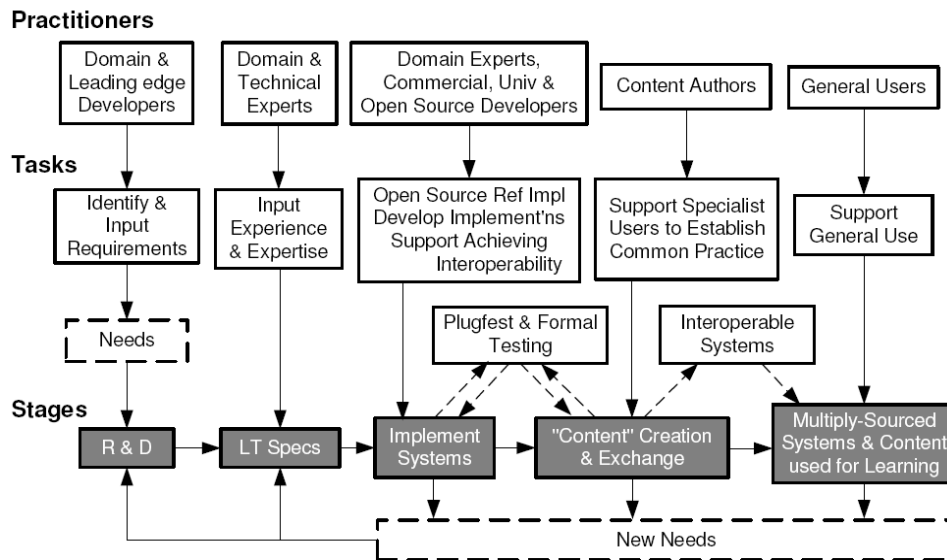 Practitioners
Domain &
Leading edge
Developers
Domain &
Technical
Experts
Domain Experts,
Commercial, Univ &
Open Source Developers
Content Authors
General Users
Tasks
Identify &
Input
Requirements
Input
Experience
& Expertise
Open Source Ref Impl
Develop Implement'ns
Support Achieving
Interoperability
Support Specialist
Users to Establish
Common Practice
Support
General Use
Needs
Plugfest & Formal
Testing
Interoperable
Systems
Stages
R & D
LT Specs
Implement
Systems
"Content" Creation
& Exchange
Multiply-Sourced
Systems & Content
used for Learning
New Needs